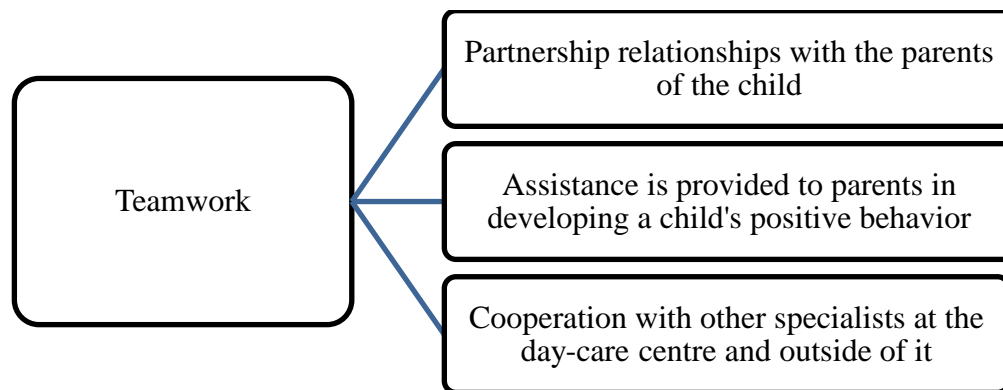 Teamwork
Partnership relationships with the parents
of the child
Assistance is provided to parents in
developing a child's positive behavior
Cooperation with other specialists at the
day-care centre and outside of it